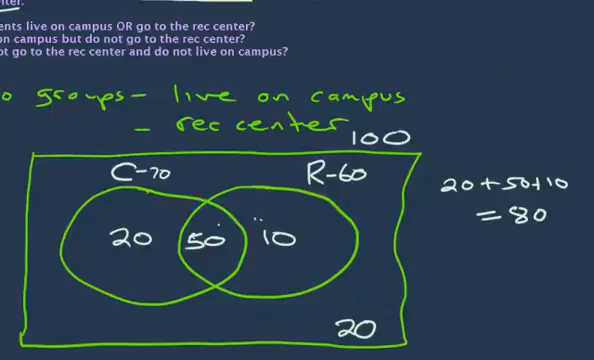 ents live on campus OR go to the rec center?
on campus but do not go to the rec center?
ot go to the rec center and do not live on campus?
o groups - live on campus
- rec center
100
C-70
R-60
20+50+10
= 80
20
50
10
20